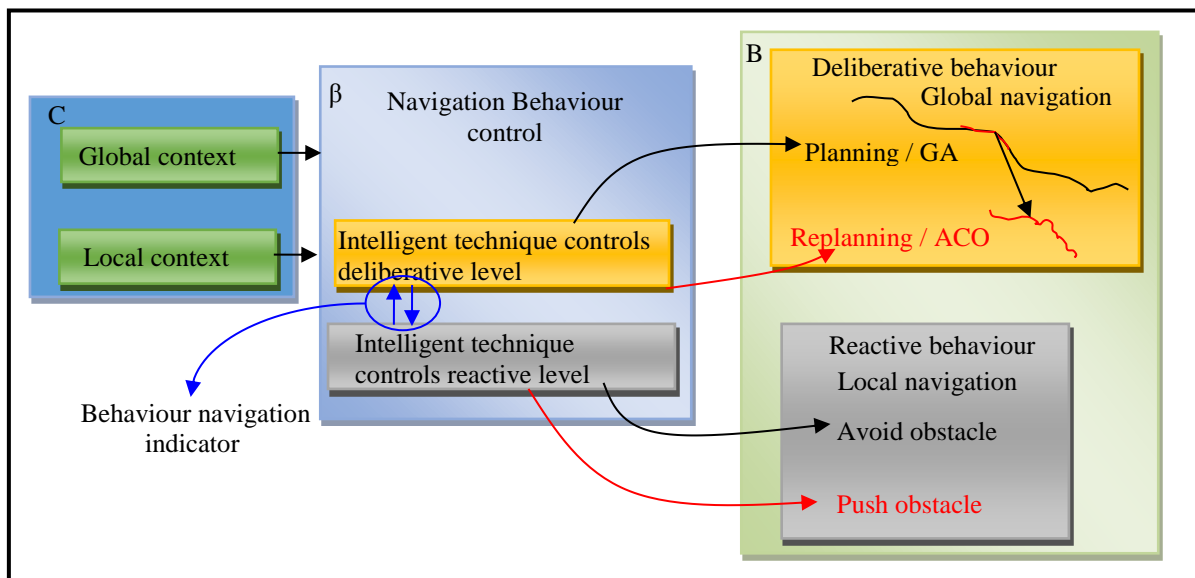 C
Global context
Local context
β
Navigation Behaviour
control
Intelligent technique controls
deliberative level
Intelligent technique
controls reactive level
Behaviour navigation
indicator
B
Deliberative behaviour
Global navigation
Planning / GA
Replanning / ACO
Reactive behaviour
Local navigation
Avoid obstacle
Push obstacle